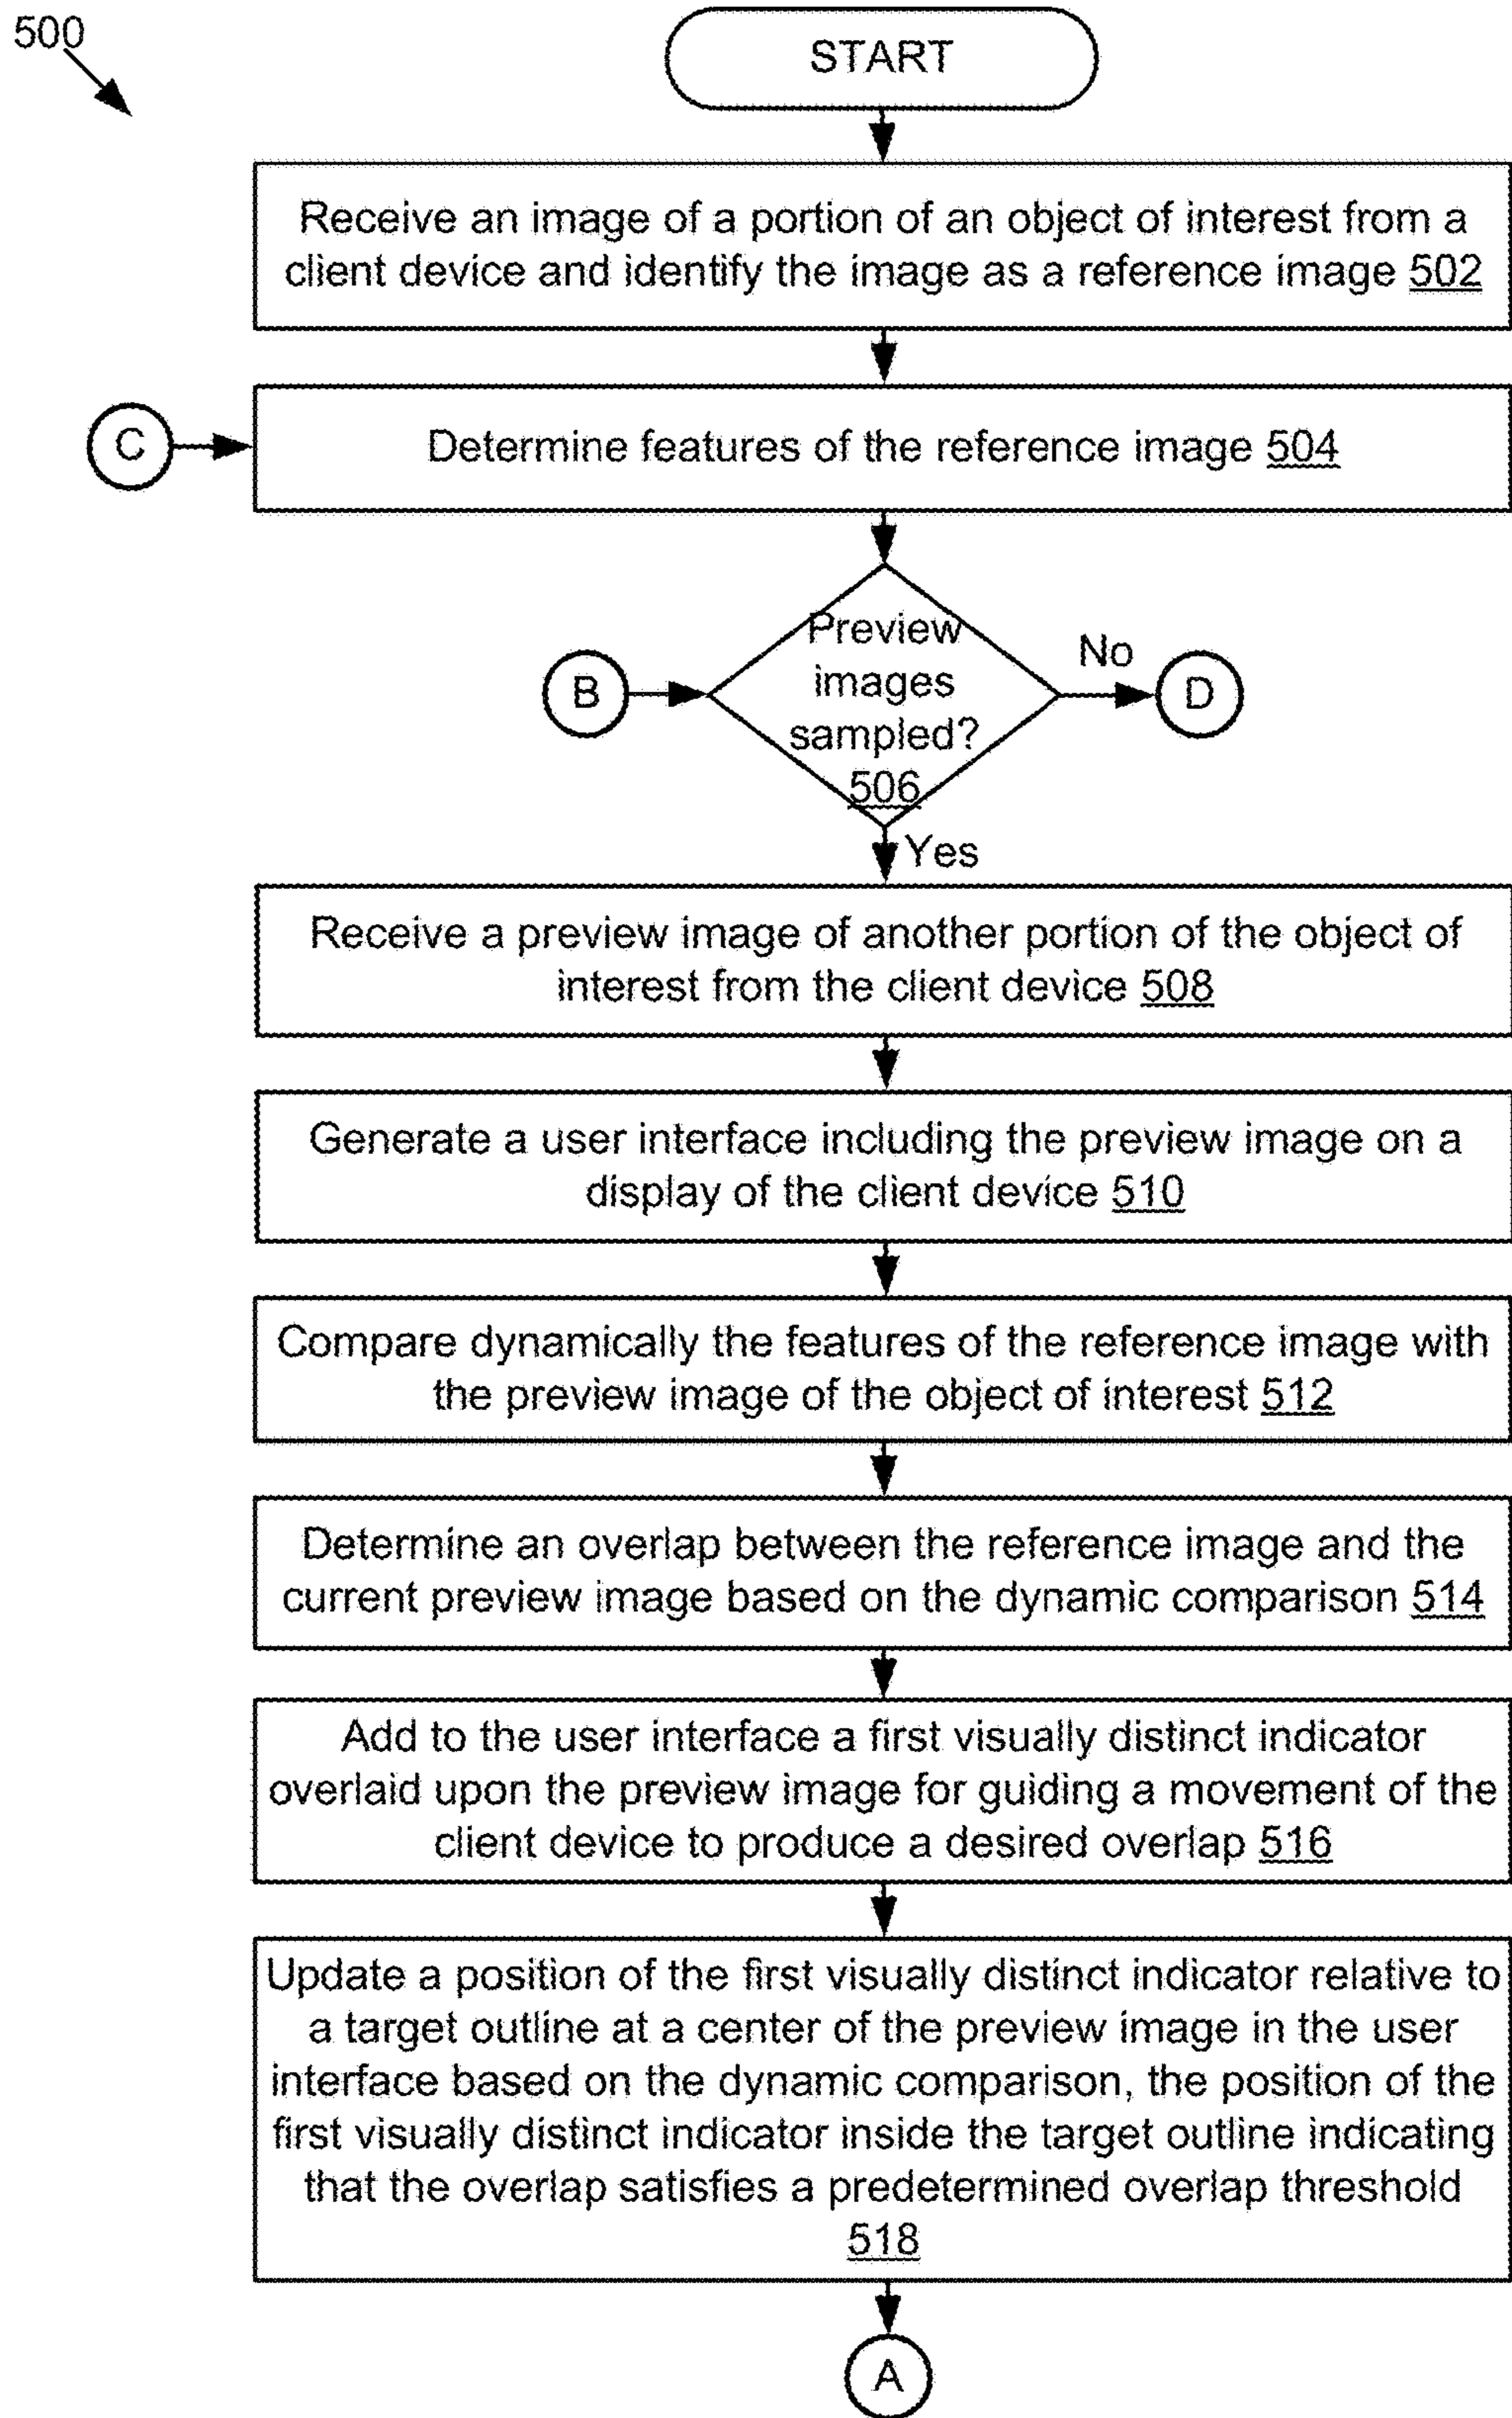 500
START
Receive an image of a portion of an object of interest from a
client device and identify the image as a reference image 502
C
Determine features of the reference image 504
Preview
images
sampled?
506
B
No
D
Yes
Receive a preview image of another portion of the object of
interest from the client device 508
Generate a user interface including the preview image on a
display of the client device 510
Compare dynamically the features of the reference image with
the preview image of the object of interest 512
Determine an overlap between the reference image and the
current preview image based on the dynamic comparison 514
Add to the user interface a first visually distinct indicator
overlaid upon the preview image for guiding a movement of the
client device to produce a desired overlap 516
Update a position of the first visually distinct indicator relative to
a target outline at a center of the preview image in the user
interface based on the dynamic comparison, the position of the
first visually distinct indicator inside the target outline indicating
that the overlap satisfies a predetermined overlap threshold
518
A